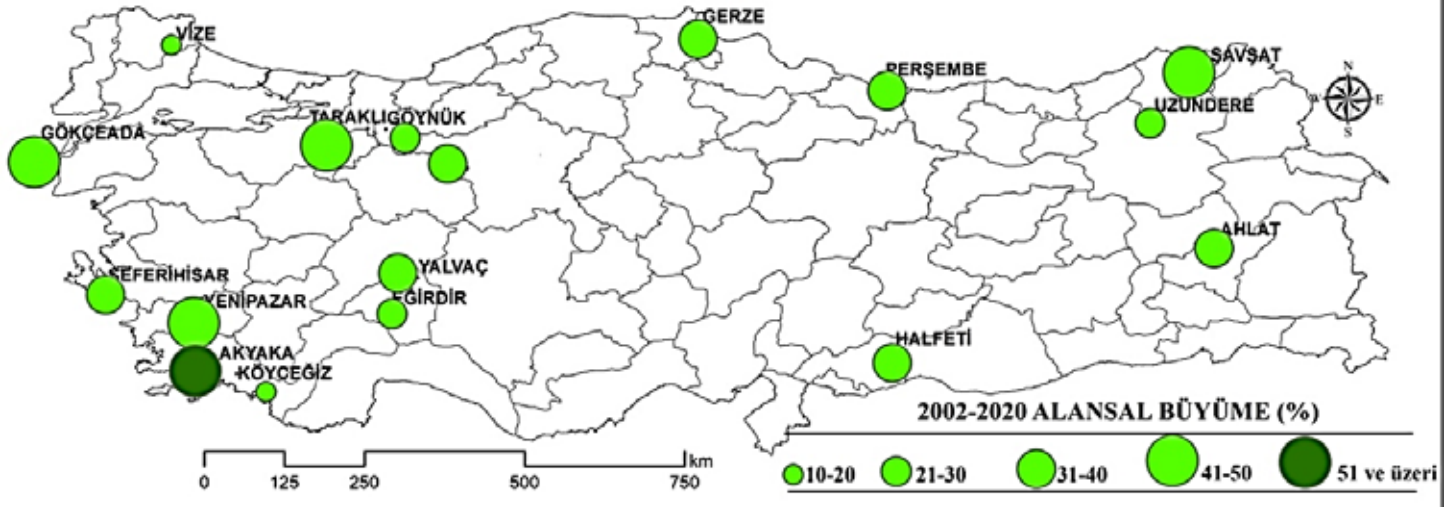 GERZE
VİZE
ŞAVŞAT
PERŞEMBE
N
W E
S
UZUNDERE
TARAKLI GÖYNÜK
GÖKÇEADA
AHLAT
YALVAÇ
SEFERİHİSAR
EĞİRDİR
YENİPAZAR
HALFETİ
AKYAKA
KÖYCEĞİZ
2002-2020 ALANSAL BÜYÜME (%)
km
0 125 250 500 750
10-20 21-30 31-40 41-50 51 ve üzeri